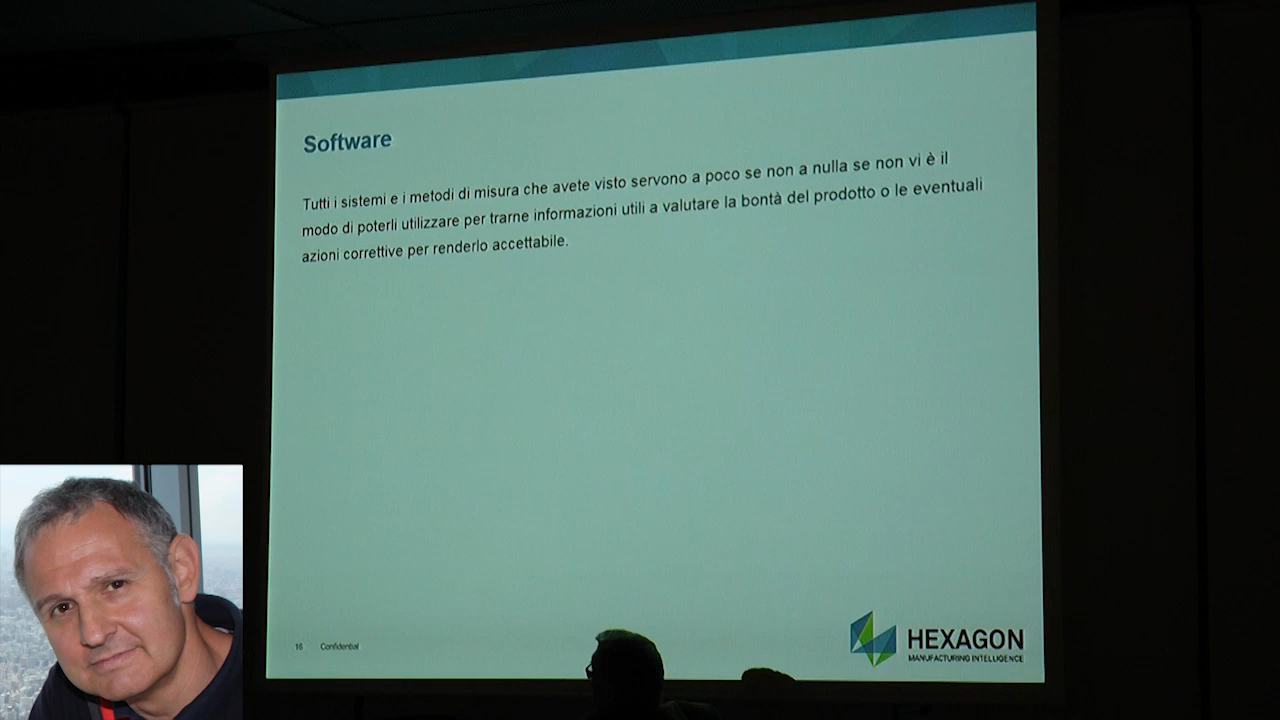 Software
Tutti i sistemi e i metodi di misura che avete visto servono a poco se non a nulla se non vi è il
modo di poterli utilizzare per trarne informazioni utili a valutare la bontà del prodotto o le eventuali
azioni correttive per renderlo accettabile.
16 Confidential
HEXAGON
MANUFACTURING INTELLIGENCE